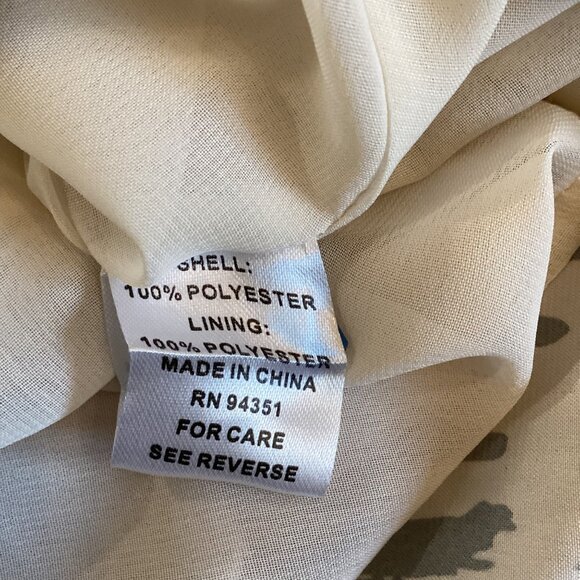 SHELL:
100% POLYESTER
LINING:
100% POLYESTER
MADE IN CHINA
RN 94351
FOR CARE
SEE REVERSE